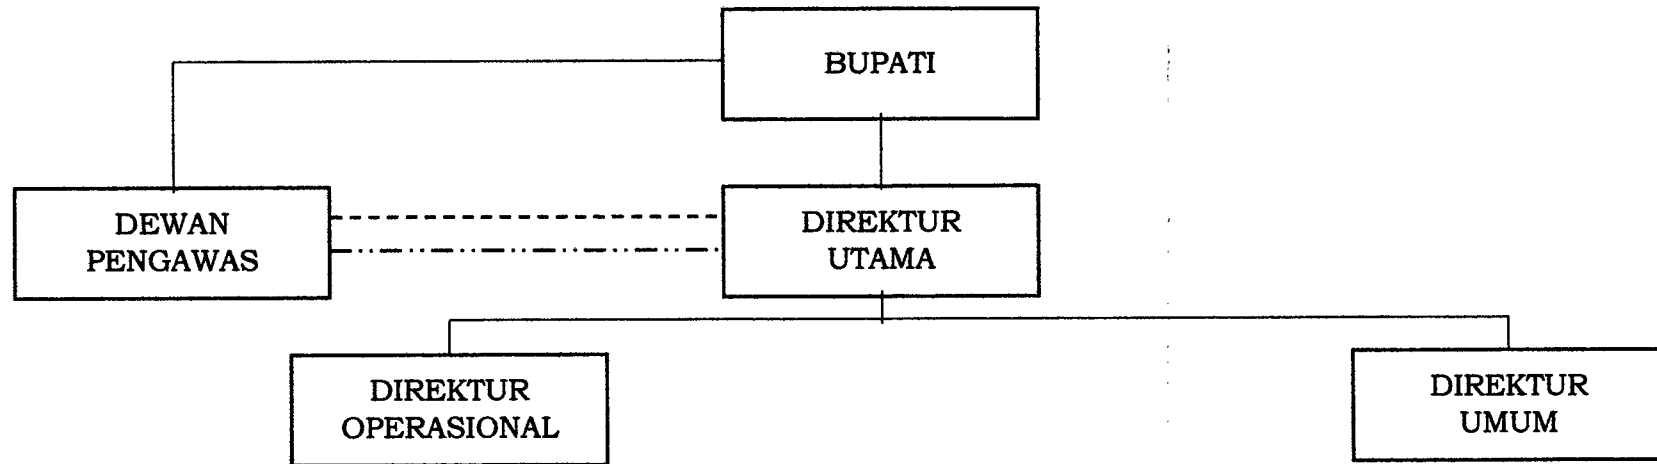 BUPATI
DEWAN
PENGAWAS
DIREKTUR
UTAMA
DIREKTUR
OPERASIONAL
DIREKTUR
UMUM